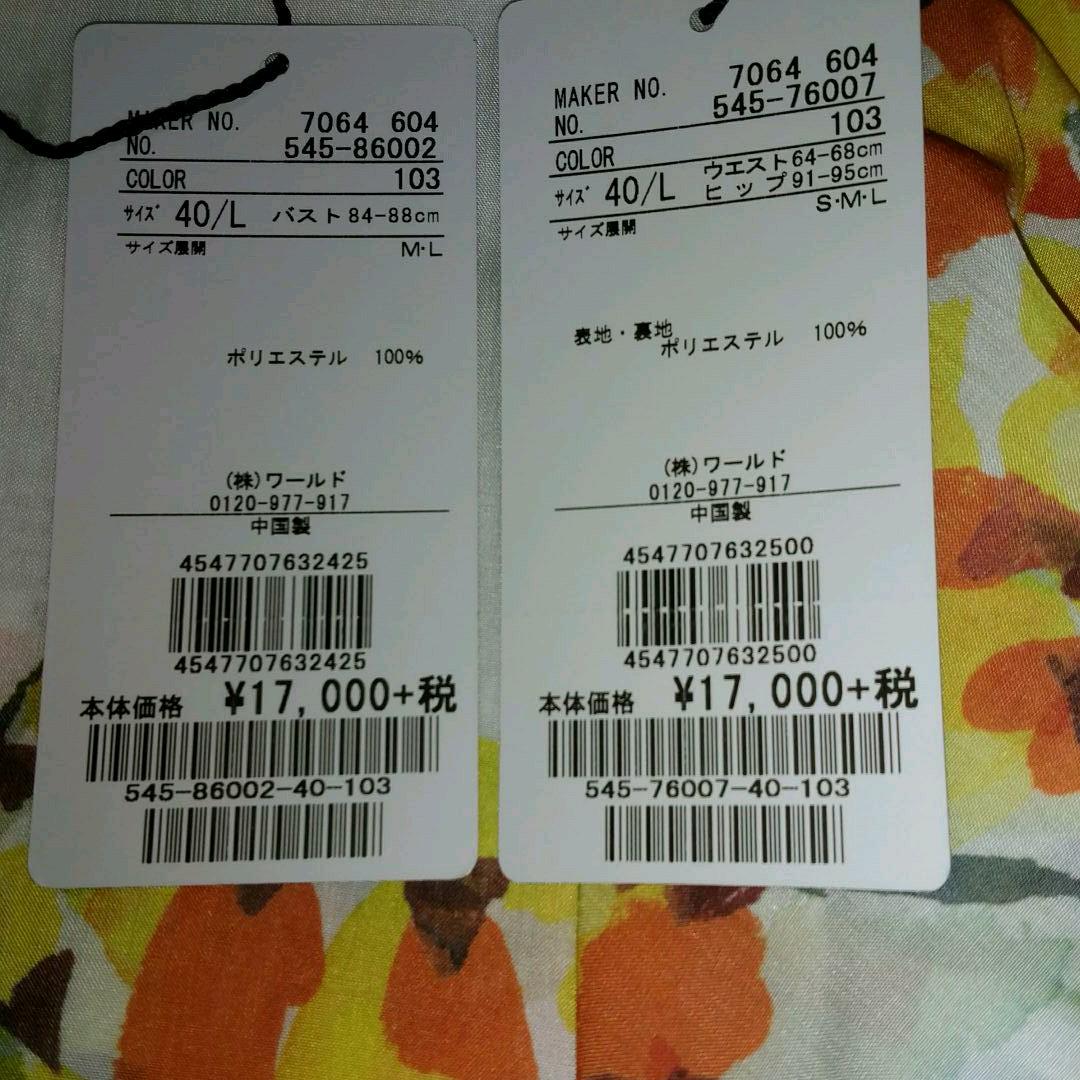 MAKER NO. 7064 604
NO. 545-86002
COLOR 103
サイズ 40/L バスト84-88cm
サイズ展開 M・L
ポリエステル 100%
(株)ワールド
0120-977-917
中国製
4547707632425
4547707632425
本体価格 ¥17,000+税
545-86002-40-103
MAKER NO. 7064 604
NO. 545-76007
COLOR 103
サイズ 40/L ウエスト64-68cm
ヒップ91-95cm
サイズ展開 S・M・L
表地・裏地
ポリエステル 100%
(株)ワールド
0120-977-917
中国製
4547707632500
4547707632500
本体価格 ¥17,000+税
545-76007-40-103